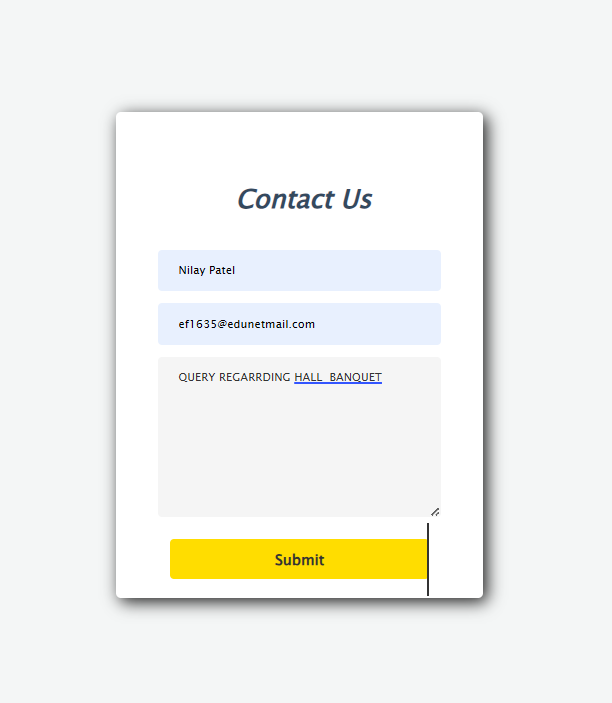 Contact Us
Nilay Patel
ef1635@edunetmail.com
QUERY REGARRDING HALL BANQUET
Submit